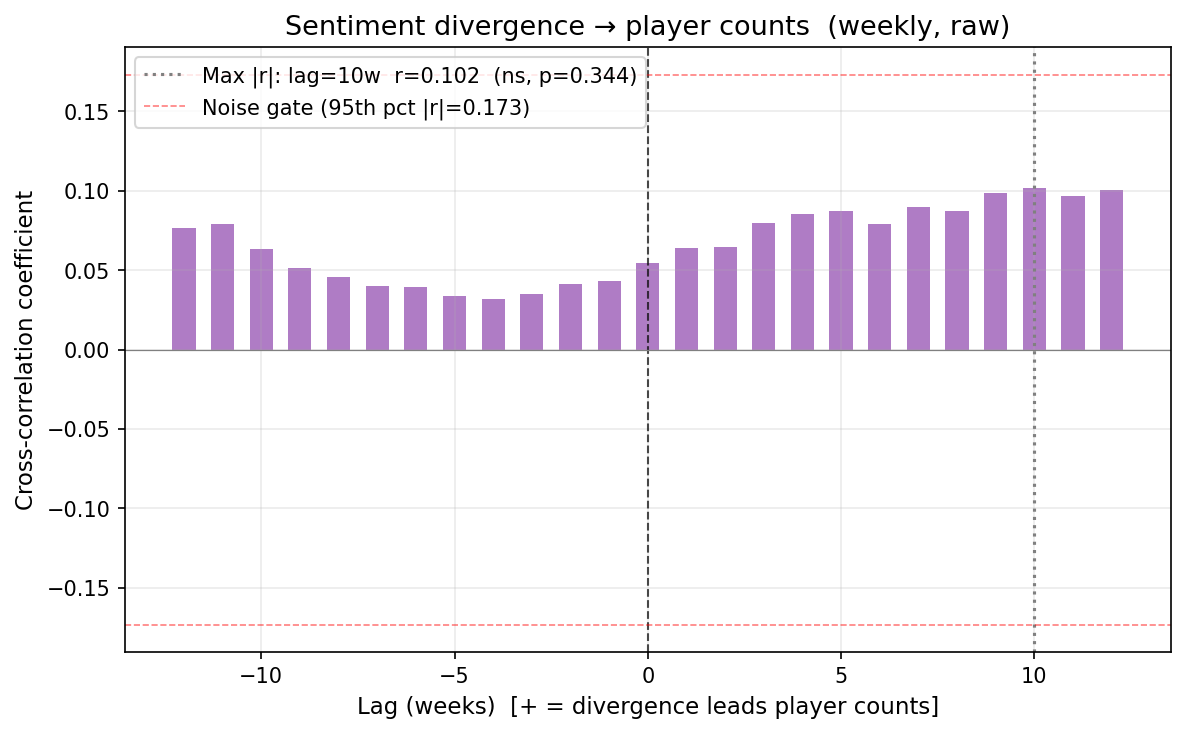 Sentiment divergence → player counts  (weekly, raw)
Max |r|: lag=10w  r=0.102  (ns, p=0.344)
Noise gate (95th pct |r|=0.173)
Cross-correlation coefficient
0.15
0.10
0.05
0.00
−0.05
−0.10
−0.15
−10
−5
0
5
10
Lag (weeks)  [+ = divergence leads player counts]